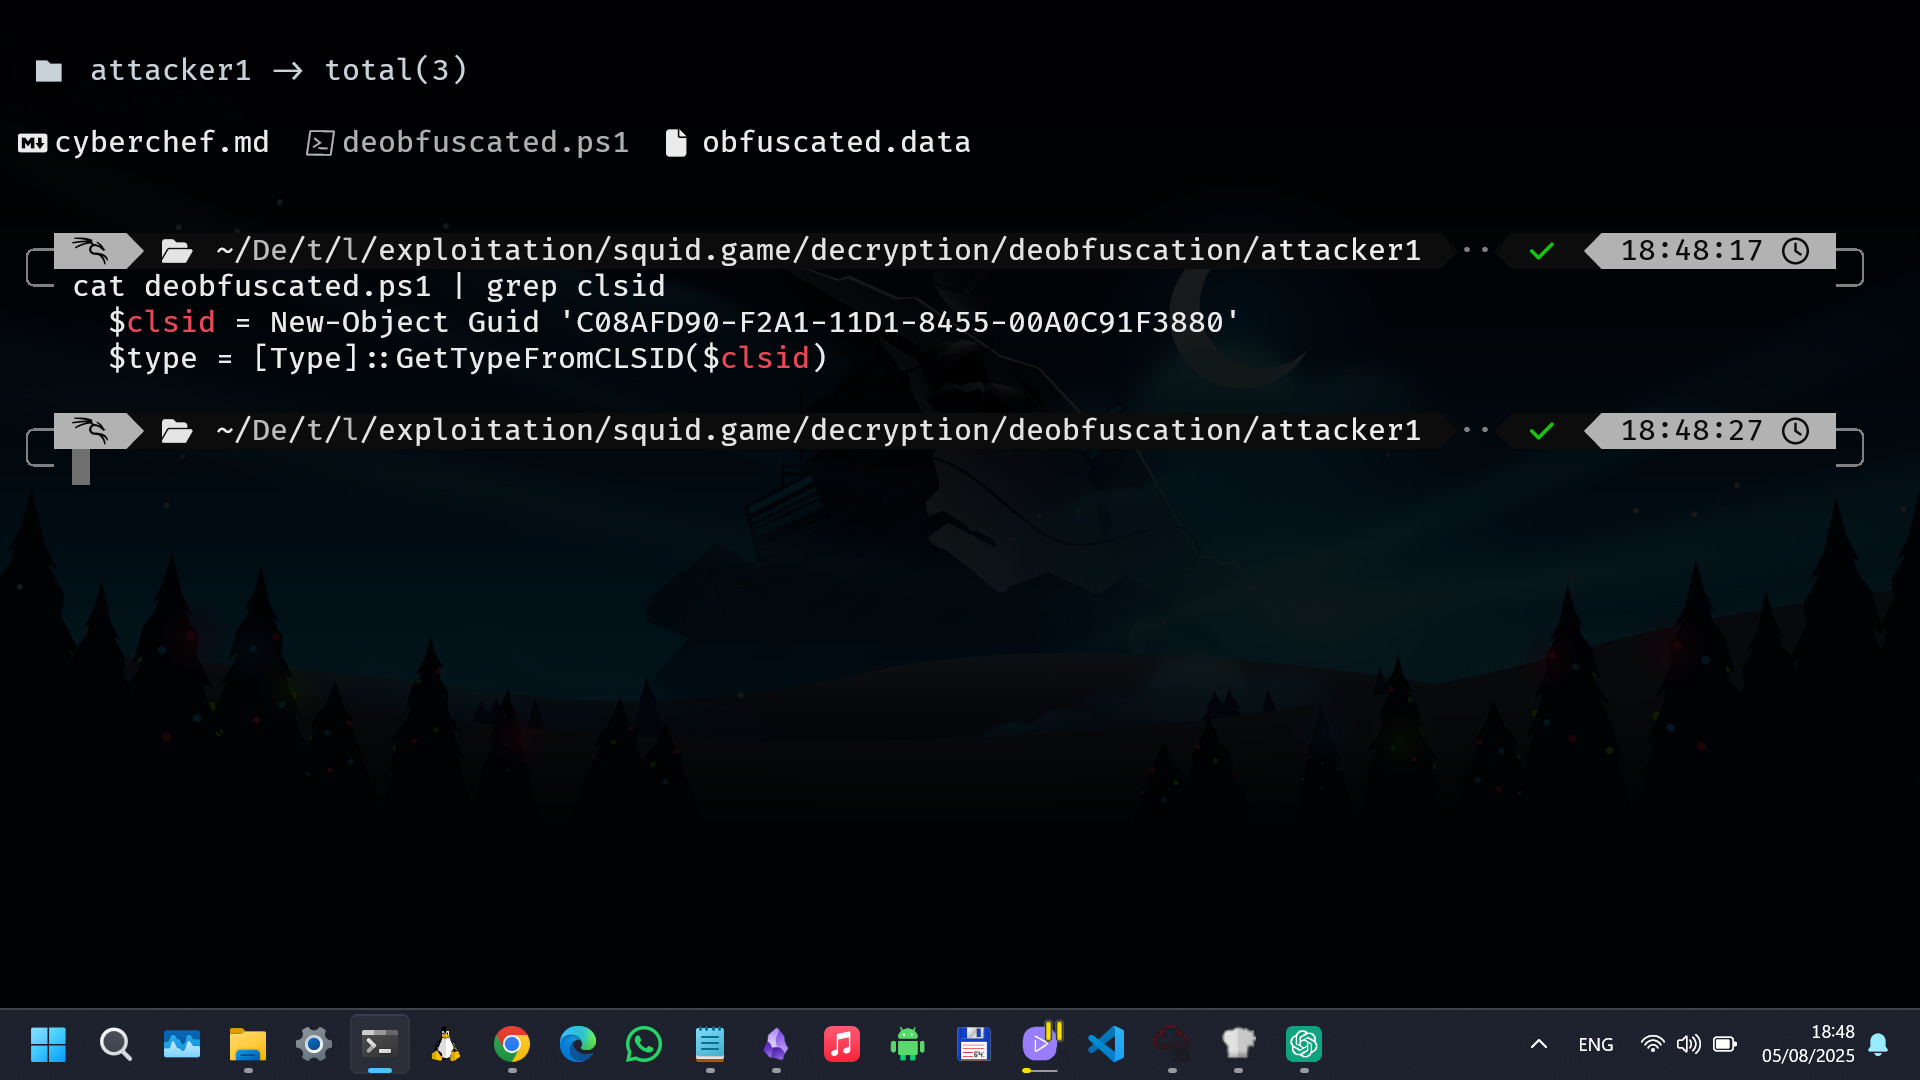 attacker1 → total(3)
cyberchef.md deobfuscated.ps1 obfuscated.data
~/De/t/l/exploitation/squid.game/decryption/deobfuscation/attacker1 ·· ✓ 18:48:17
cat deobfuscated.ps1 | grep clsid
$clsid = New-Object Guid 'C08AFD90-F2A1-11D1-8455-00A0C91F3880'
$type = [Type]::GetTypeFromCLSID($clsid)
~/De/t/l/exploitation/squid.game/decryption/deobfuscation/attacker1 ·· ✓ 18:48:27
ENG
18:48
05/08/2025